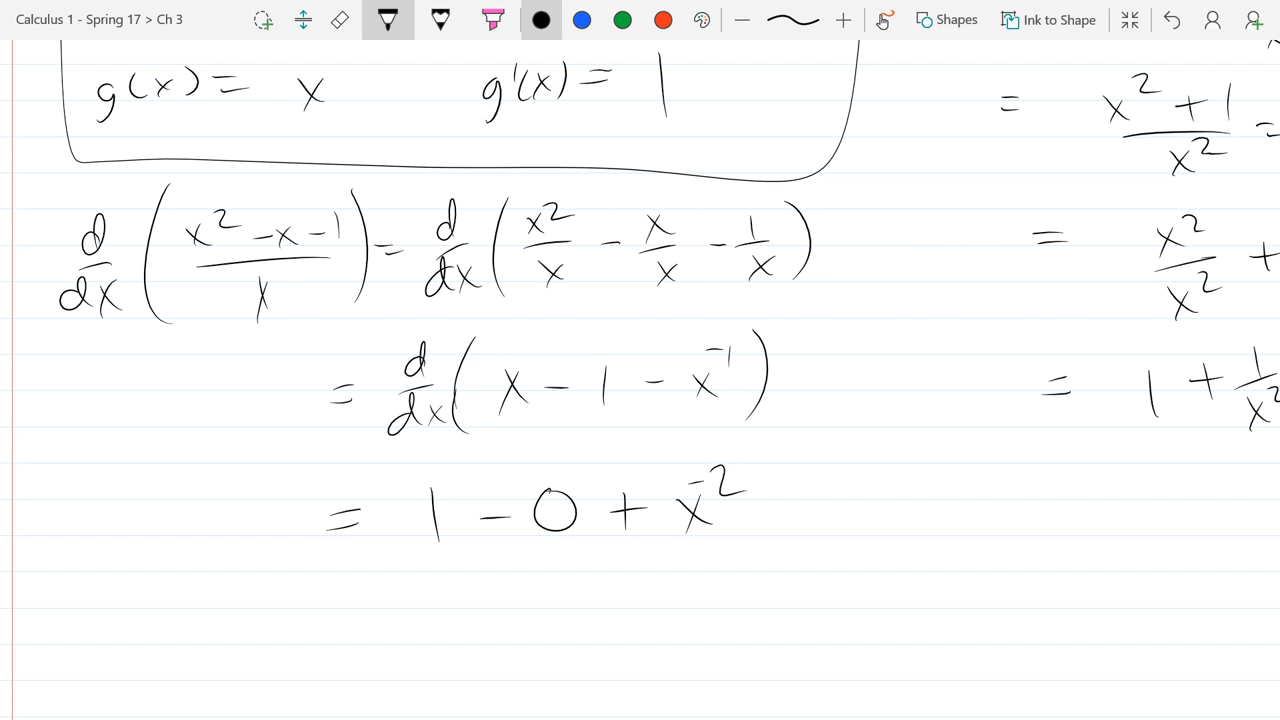 Calculus 1 - Spring 17 > Ch 3
Shapes
Ink to Shape
g(x) = x g'(x) = 1
d/dx ( (x² - x - 1)/x ) = d/dx ( x²/x - x/x - 1/x )
= d/dx ( x - 1 - x⁻¹ )
= 1 - 0 + x⁻²
= (x² + 1)/x² =
= x²/x² +
= 1 + 1/x²